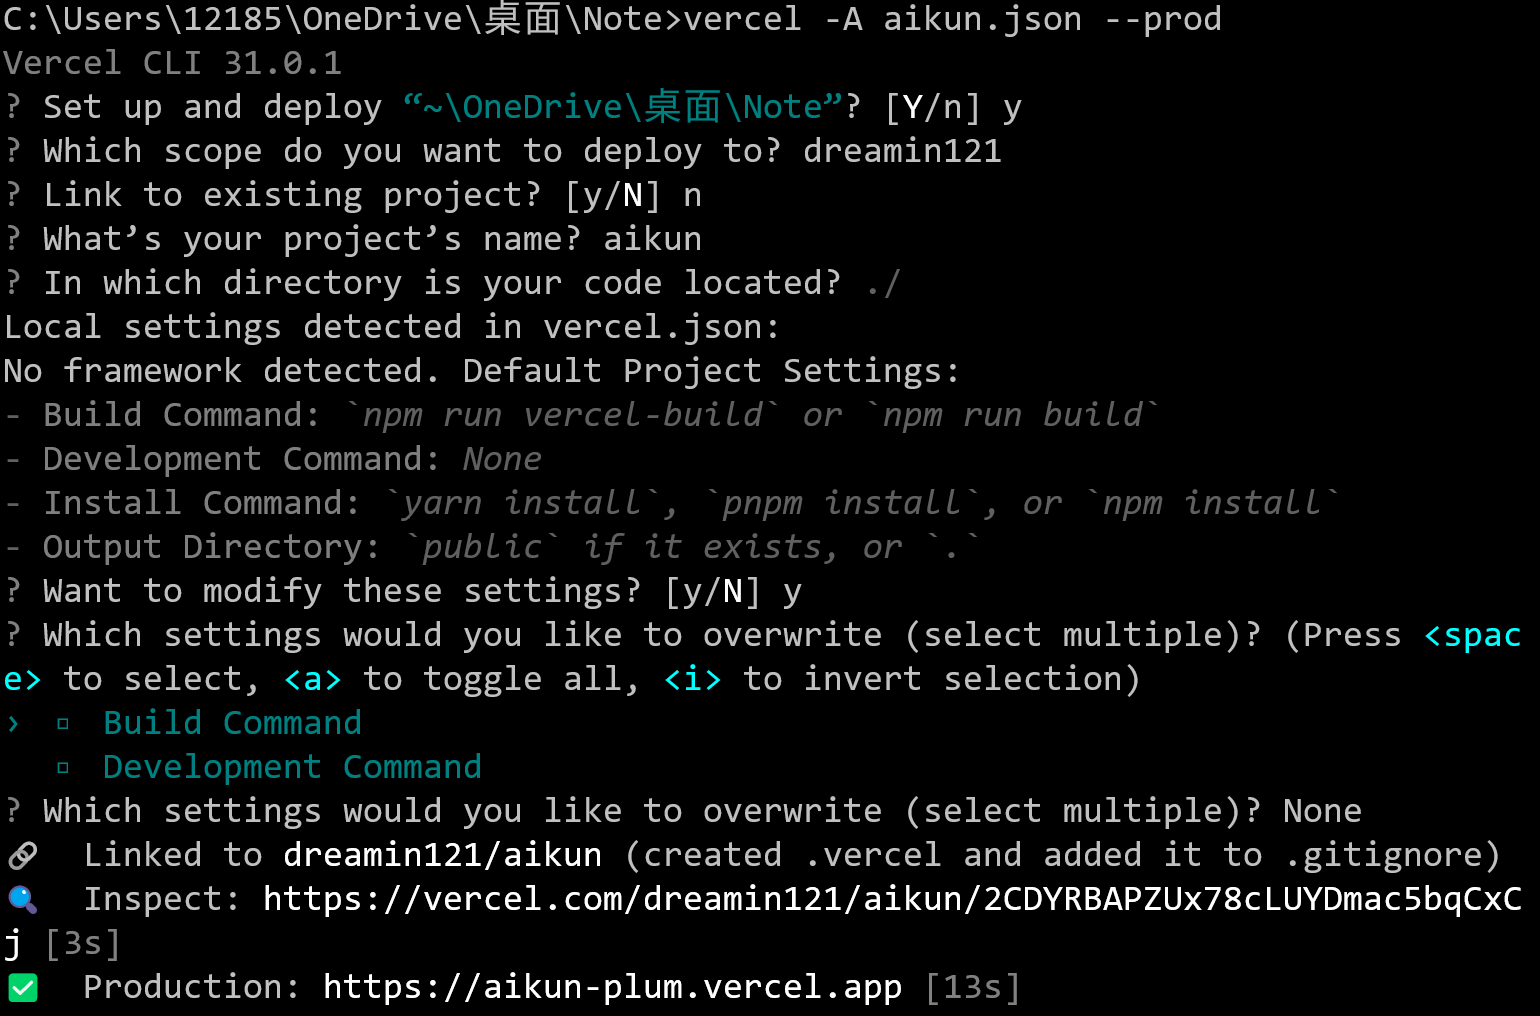 C:\Users\12185\OneDrive\桌面\Note>vercel -A aikun.json --prod
Vercel CLI 31.0.1
? Set up and deploy “~\OneDrive\桌面\Note”? [Y/n] y
? Which scope do you want to deploy to? dreamin121
? Link to existing project? [y/N] n
? What’s your project’s name? aikun
? In which directory is your code located? ./
Local settings detected in vercel.json:
No framework detected. Default Project Settings:
- Build Command: `npm run vercel-build` or `npm run build`
- Development Command: None
- Install Command: `yarn install`, `pnpm install`, or `npm install`
- Output Directory: `public` if it exists, or `.`
? Want to modify these settings? [y/N] y
? Which settings would you like to overwrite (select multiple)? (Press <spac
e> to select, <a> to toggle all, <i> to invert selection)
› ▫ Build Command
▫ Development Command
? Which settings would you like to overwrite (select multiple)? None
🔗 Linked to dreamin121/aikun (created .vercel and added it to .gitignore)
🔍 Inspect: https://vercel.com/dreamin121/aikun/2CDYRBAPZUx78cLUYDmac5bqCxC
j [3s]
✅ Production: https://aikun-plum.vercel.app [13s]